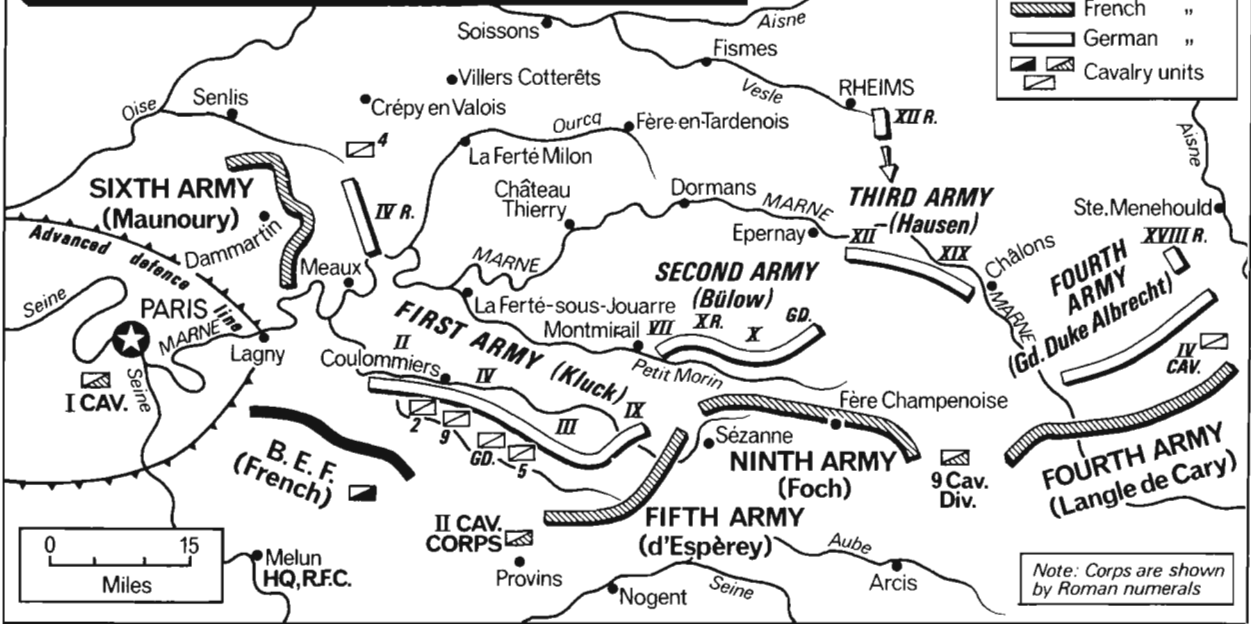 Aisne
French "
Soissons
German "
Fismes
Villers Cotterêts
Cavalry units
Vesle
RHEIMS
Senlis
Crépy en Valois
Oise
XII R.
Ourcq
Fère-en-Tardenois
Aisne
4
La Ferté Milon
SIXTH ARMY
(Maunoury)
Château
Thierry
Dormans
MARNE
THIRD ARMY
(Hausen)
Ste. Menehould
IV R.
Dammartin
Epernay
XII
XVIII R.
Advanced defence line
XIX
Châlons
MARNE
Meaux
MARNE
SECOND ARMY
(Bülow)
FOURTH
ARMY
(Gd. Duke Albrecht)
Seine
PARIS
MARNE
La Ferté-sous-Jouarre
FIRST ARMY (Kluck)
Montmirail
VII
X R.
X
GD.
Lagny
II
Coulommiers
IV
Petit Morin
IV
CAV.
I CAV.
Seine
IX
Fère Champenoise
2
9
III
GD.
5
Sézanne
B.E.F.
(French)
NINTH ARMY
(Foch)
9 Cav.
Div.
FOURTH ARMY
(Langle de Cary)
II CAV.
CORPS
FIFTH ARMY
(d'Espèrey)
0 15
Miles
Melun
HQ, R.F.C.
Provins
Aube
Arcis
Nogent
Seine
Note: Corps are shown
by Roman numerals